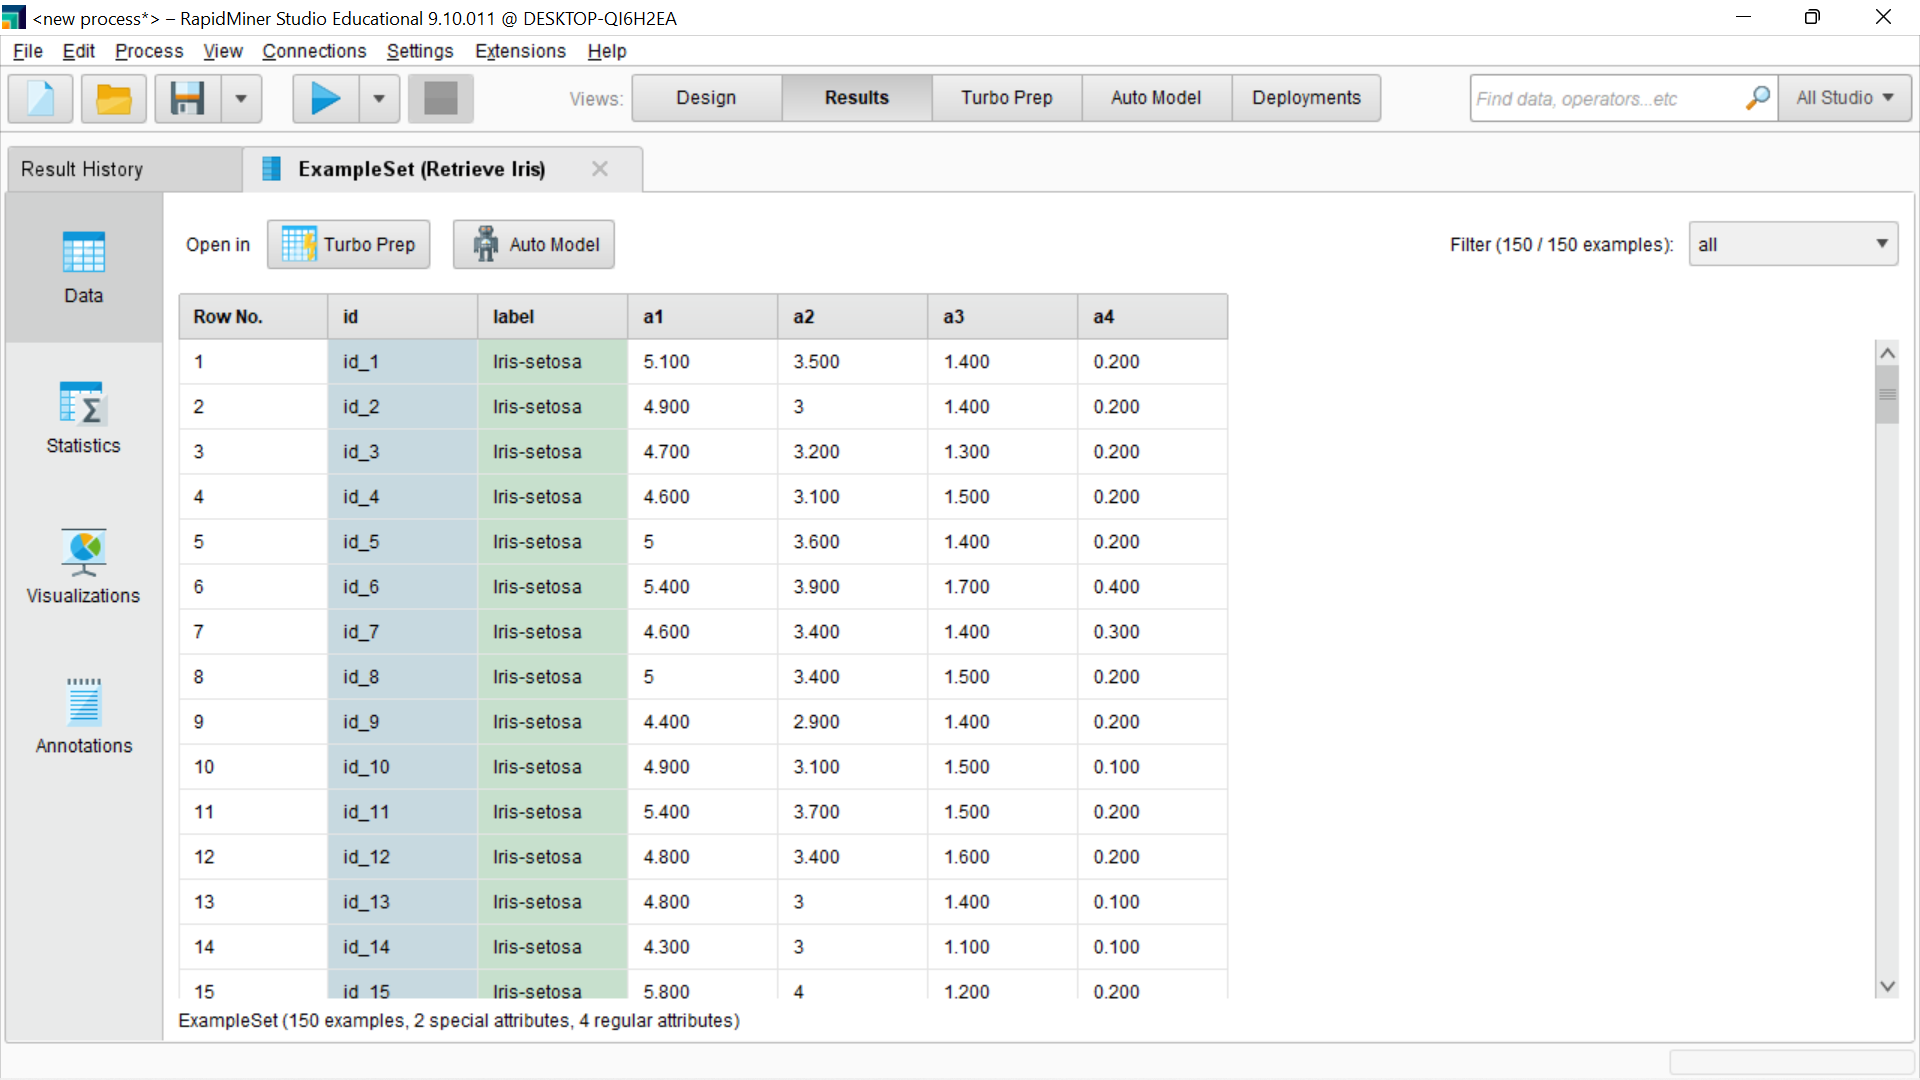 <new process*> – RapidMiner Studio Educational 9.10.011 @ DESKTOP-QI6H2EA
File Edit Process View Connections Settings Extensions Help
Views: Design Results Turbo Prep Auto Model Deployments Find data, operators...etc All Studio
Result History ExampleSet (Retrieve Iris)
Open in Turbo Prep Auto Model Filter (150 / 150 examples): all
Data
Statistics
Visualizations
Annotations
Row No. id label a1 a2 a3 a4
1 id_1 Iris-setosa 5.100 3.500 1.400 0.200
2 id_2 Iris-setosa 4.900 3 1.400 0.200
3 id_3 Iris-setosa 4.700 3.200 1.300 0.200
4 id_4 Iris-setosa 4.600 3.100 1.500 0.200
5 id_5 Iris-setosa 5 3.600 1.400 0.200
6 id_6 Iris-setosa 5.400 3.900 1.700 0.400
7 id_7 Iris-setosa 4.600 3.400 1.400 0.300
8 id_8 Iris-setosa 5 3.400 1.500 0.200
9 id_9 Iris-setosa 4.400 2.900 1.400 0.200
10 id_10 Iris-setosa 4.900 3.100 1.500 0.100
11 id_11 Iris-setosa 5.400 3.700 1.500 0.200
12 id_12 Iris-setosa 4.800 3.400 1.600 0.200
13 id_13 Iris-setosa 4.800 3 1.400 0.100
14 id_14 Iris-setosa 4.300 3 1.100 0.100
15 id_15 Iris-setosa 5.800 4 1.200 0.200
ExampleSet (150 examples, 2 special attributes, 4 regular attributes)